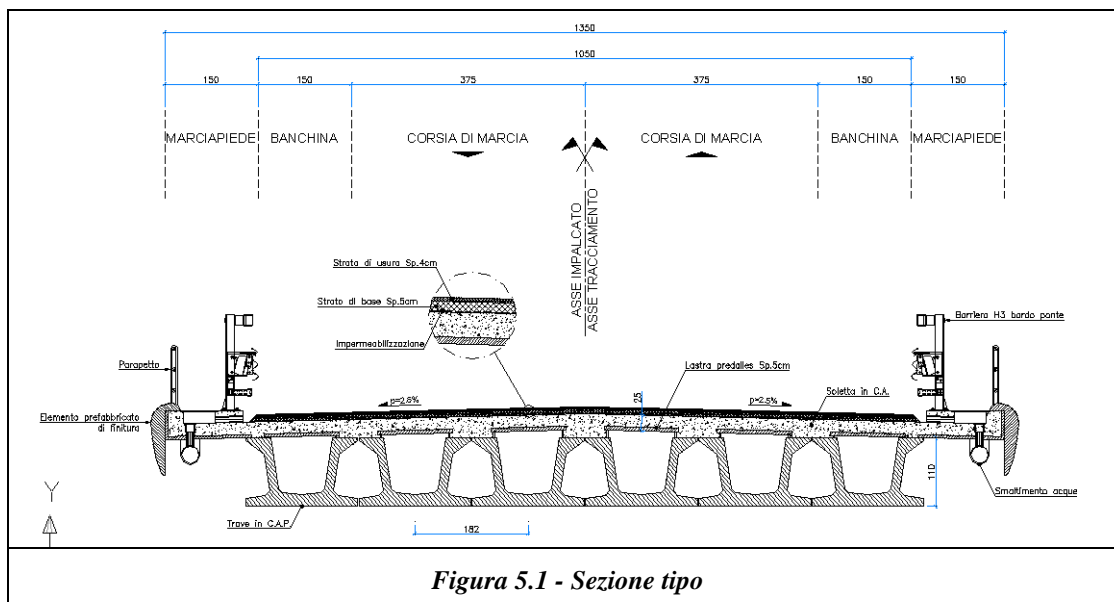 1350
1050
150 150 375 375 150 150
MARCIAPIEDE BANCHINA CORSIA DI MARCIA CORSIA DI MARCIA BANCHINA MARCIAPIEDE
ASSE IMPALCATO
ASSE TRACCIAMENTO
Strato di usura Sp.4cm
Strato di base Sp.5cm
Impermeabilizzazione
Barriera H3 bordo ponte
Parapetto
Lastra predalles Sp.5cm
p=2.5%
25
p=2.5%
Soletta in C.A.
Elemento prefabbricato
di finitura
110
Y
Trave in C.A.P.
182
Smaltimento acque
Figura 5.1 - Sezione tipo